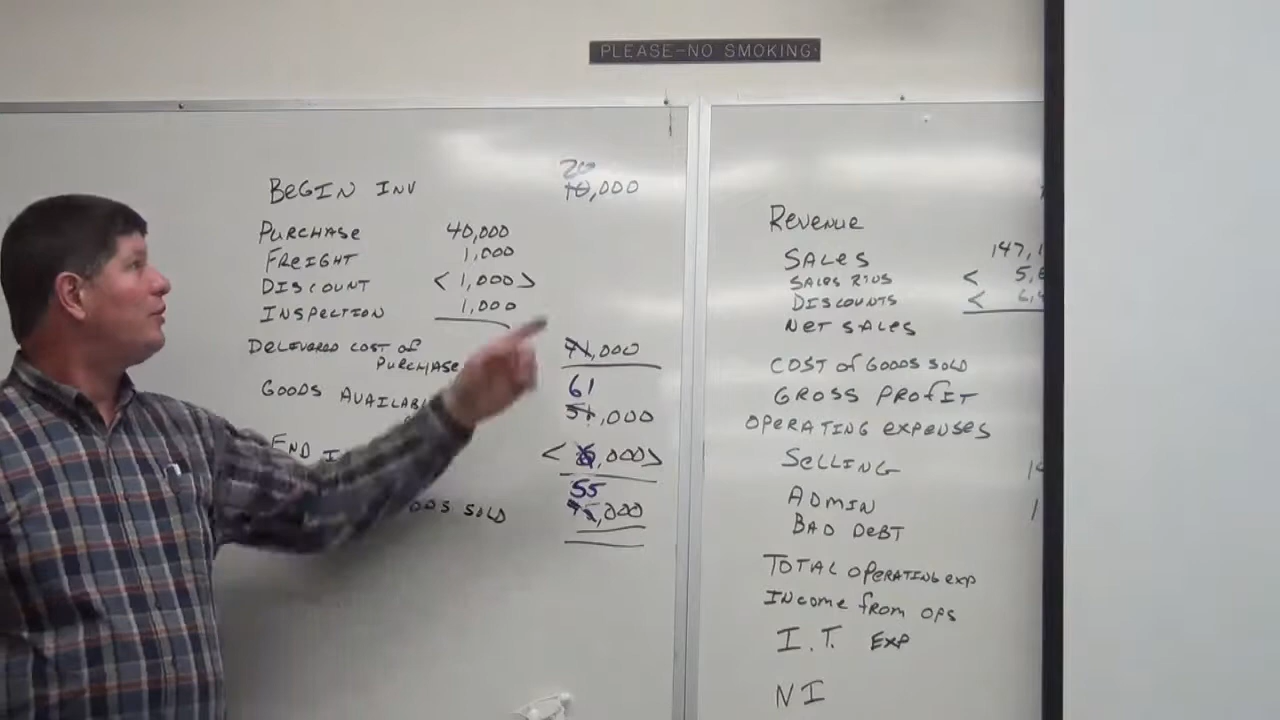 PLEASE-NO SMOKING
20
BEGIN INV 10,000
PURCHASE 40,000
FREIGHT 1,000
DISCOUNT < 1,000>
INSPECTION 1,000
DELIVERED COST OF
PURCHASE 41,000
GOODS 61
51,000
END < ,000>
55
SOLD 45,000
REVENUE
SALES 147,
SALES RTNS < 5,
DISCOUNTS < 6,
NET SALES
COST OF GOODS SOLD
GROSS PROFIT
OPERATING EXPENSES
SELLING
ADMIN
BAD DEBT
TOTAL OPERATING EXP
INCOME FROM OPS
I.T. EXP
NI